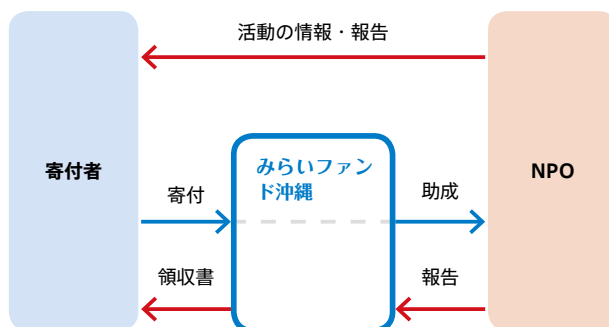 活動の情報・報告
寄付者
みらいファン
ド沖縄
NPO
寄付
助成
領収書
報告